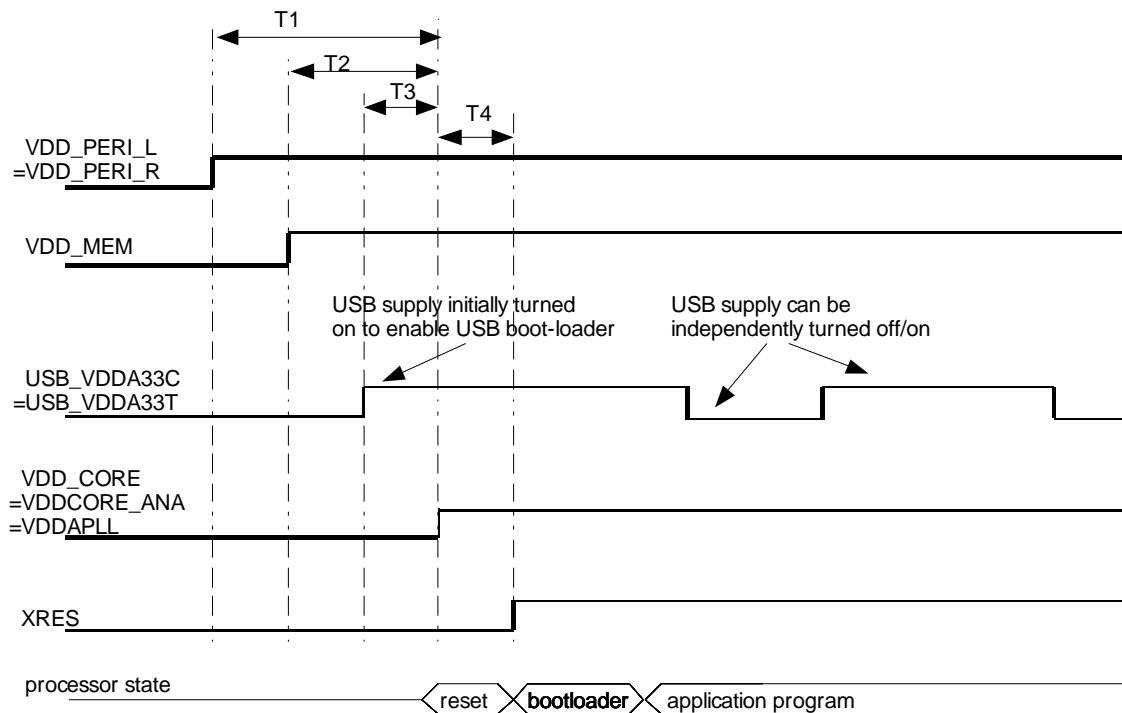 T1
T2
T3
T4
VDD_PERI_L
=VDD_PERI_R
VDD_MEM
USB supply initially turned
on to enable USB boot-loader
USB supply can be
independently turned off/on
USB_VDDA33C
=USB_VDDA33T
VDD_CORE
=VDDCORE_ANA
=VDDAPLL
XRES
processor state
reset
bootloader
application program